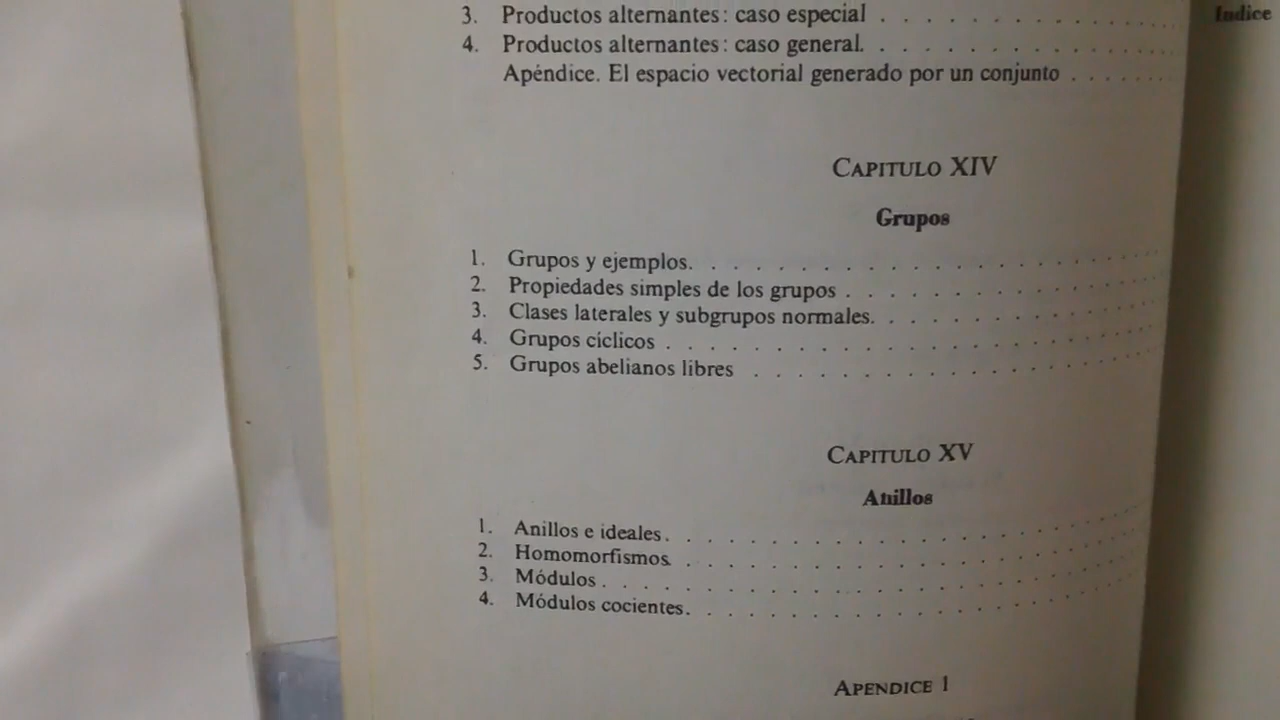 3. Productos alternantes: caso especial . . . . . . . . . . . . .
4. Productos alternantes: caso general. . . . . . . . . . . . . .
Apéndice. El espacio vectorial generado por un conjunto . . . . .
Indice
CAPITULO XIV
Grupos
1. Grupos y ejemplos. . . . . . . . . . . . . . . . . . . . .
2. Propiedades simples de los grupos . . . . . . . . . . . . . .
3. Clases laterales y subgrupos normales. . . . . . . . . . . . .
4. Grupos cíclicos . . . . . . . . . . . . . . . . . . . . . .
5. Grupos abelianos libres . . . . . . . . . . . . . . . . . .
CAPITULO XV
Anillos
1. Anillos e ideales. . . . . . . . . . . . . . . . . . . . .
2. Homomorfismos . . . . . . . . . . . . . . . . . . . . .
3. Módulos . . . . . . . . . . . . . . . . . . . . . . . .
4. Módulos cocientes. . . . . . . . . . . . . . . . . . . .
APENDICE 1